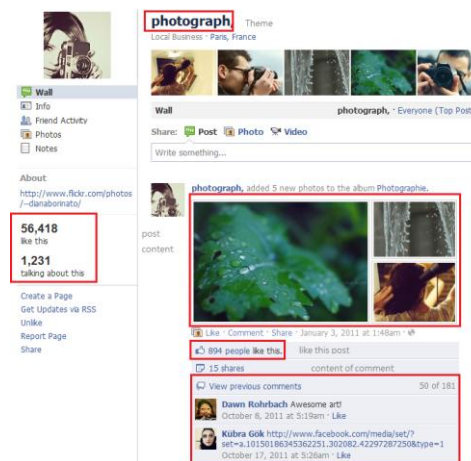 photograph, Theme
Local Business · Paris, France
Wall
Info
Friend Activity
Photos
Notes
About
http://www.flickr.com/photos
/--dianaborinato/
56,418
like this
1,231
talking about this
Create a Page
Get Updates via RSS
Unlike
Report Page
Share
Wall photograph, · Everyone (Top Post
Share: Post Photo Video
Write something...
photograph, added 5 new photos to the album Photographie.
post
content
Like · Comment · Share · January 3, 2011 at 1:48am ·
894 people like this. like this post
15 shares content of comment
View previous comments 50 of 181
Dawn Rohrbach Awesome art!
October 8, 2011 at 5:19am · Like
Kübra Gök http://www.facebook.com/media/set/?
set=a.10150186345362251.302082.42297287250&type=1
October 17, 2011 at 5:26am · Like